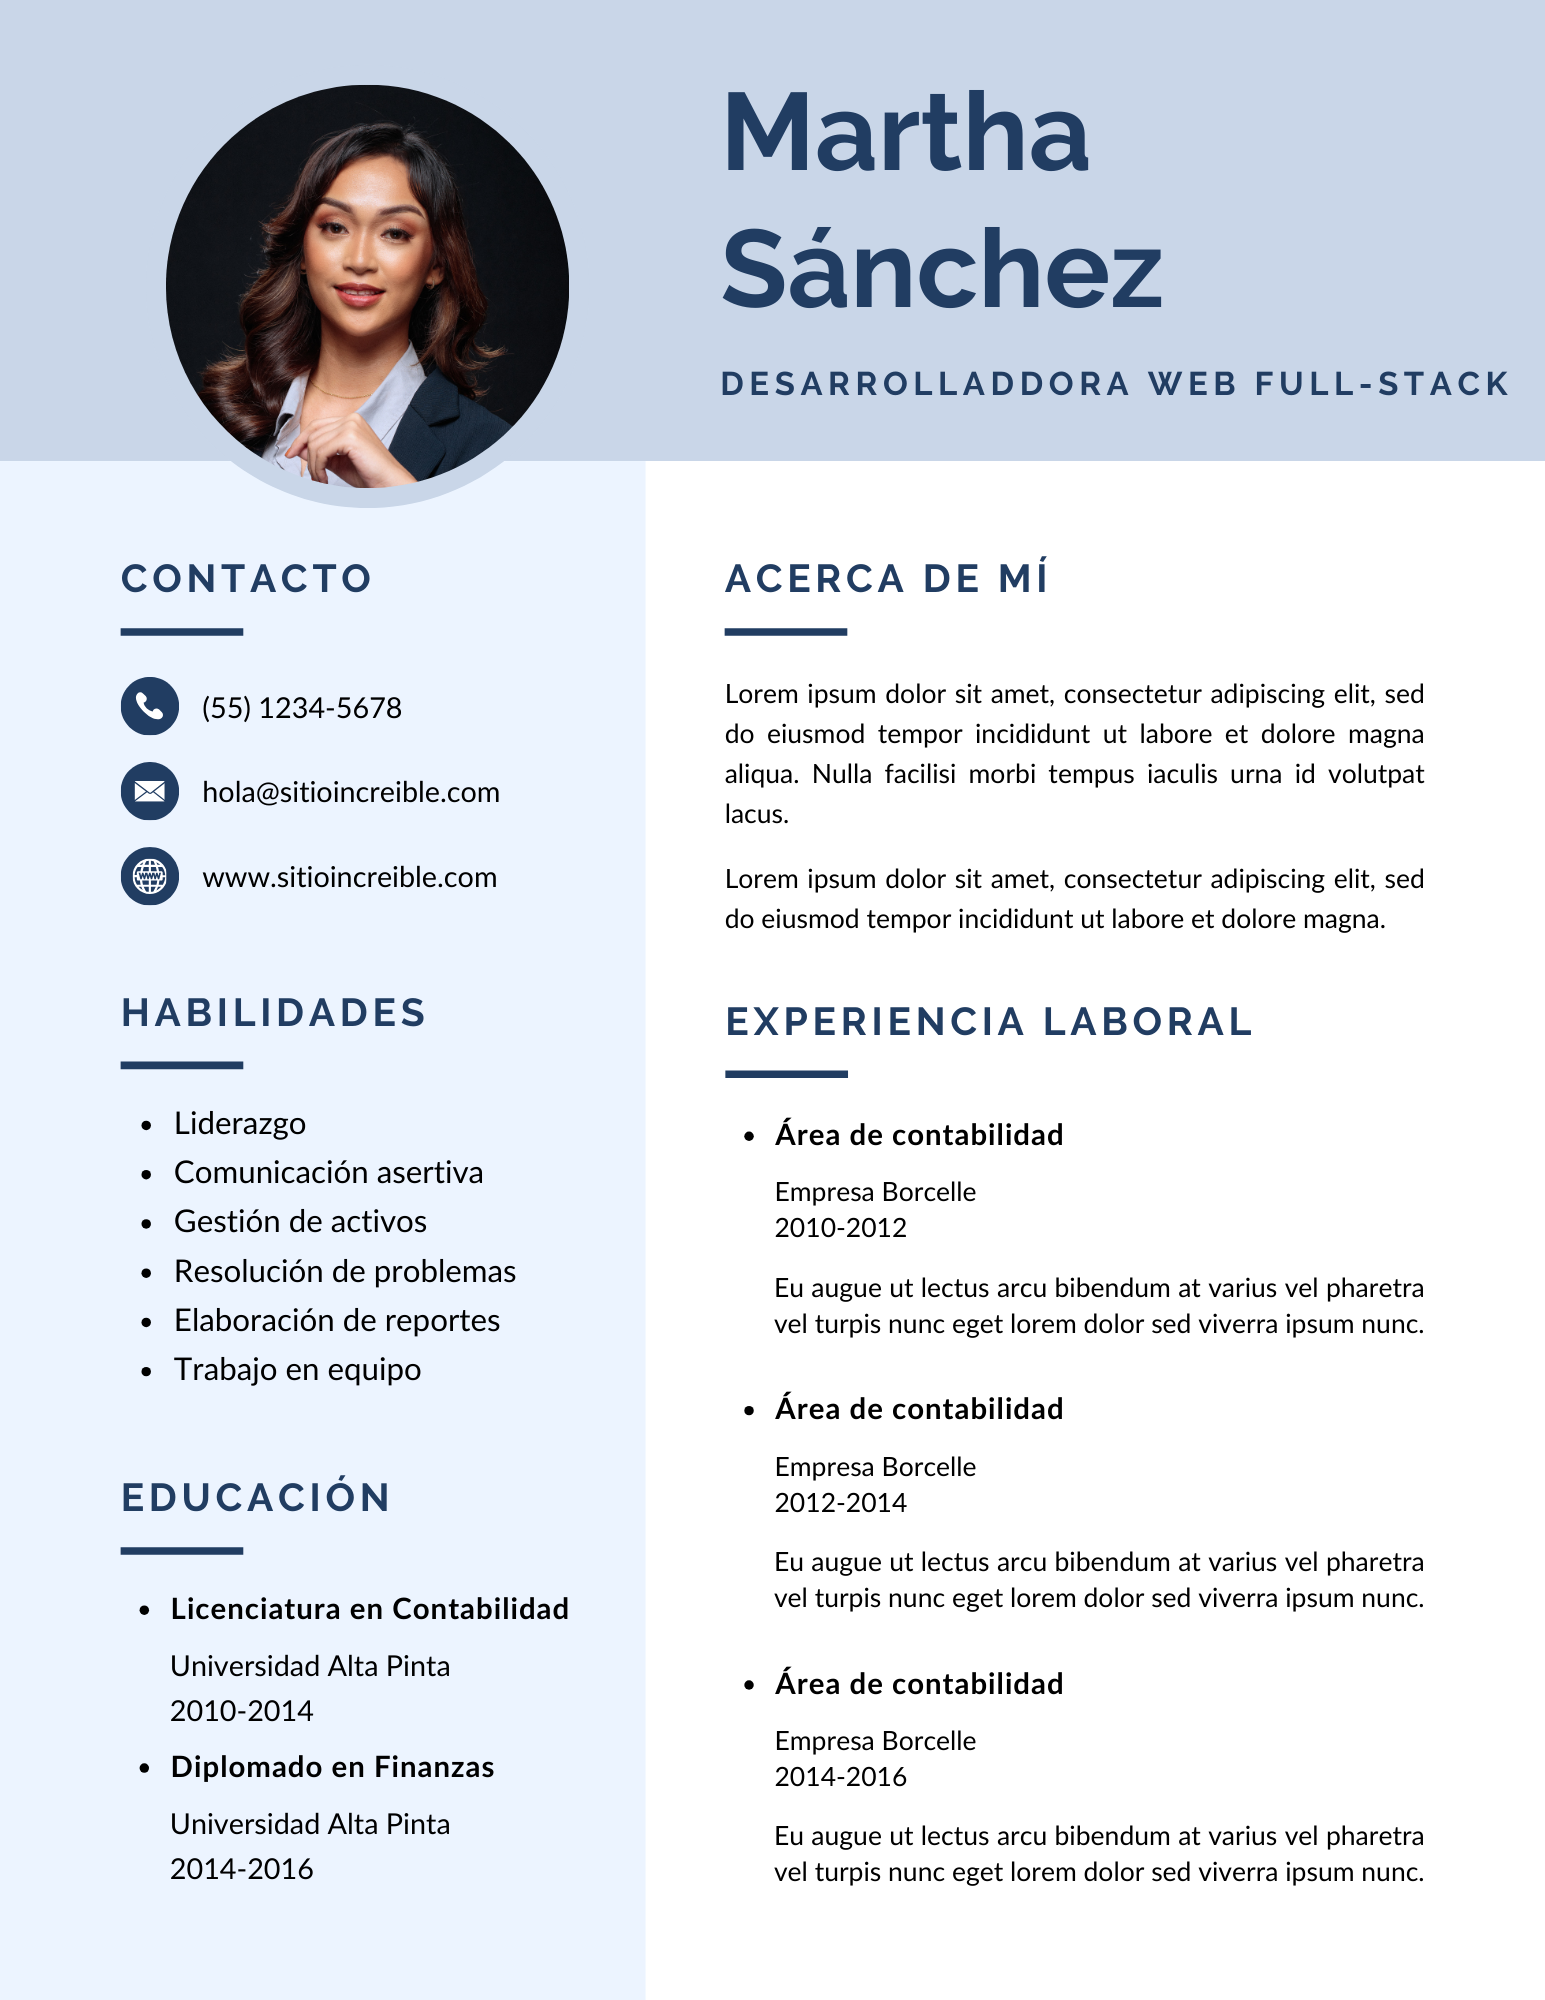 Martha
Sánchez
DESARROLLADDORA WEB FULL-STACK
CONTACTO
(55) 1234-5678
hola@sitioincreible.com
www.sitioincreible.com
HABILIDADES
• Liderazgo
• Comunicación asertiva
• Gestión de activos
• Resolución de problemas
• Elaboración de reportes
• Trabajo en equipo
EDUCACIÓN
• Licenciatura en Contabilidad
Universidad Alta Pinta
2010-2014
• Diplomado en Finanzas
Universidad Alta Pinta
2014-2016
ACERCA DE MÍ
Lorem ipsum dolor sit amet, consectetur adipiscing elit, sed
do eiusmod tempor incididunt ut labore et dolore magna
aliqua. Nulla facilisi morbi tempus iaculis urna id volutpat
lacus.
Lorem ipsum dolor sit amet, consectetur adipiscing elit, sed
do eiusmod tempor incididunt ut labore et dolore magna.
EXPERIENCIA LABORAL
• Área de contabilidad
Empresa Borcelle
2010-2012
Eu augue ut lectus arcu bibendum at varius vel pharetra
vel turpis nunc eget lorem dolor sed viverra ipsum nunc.
• Área de contabilidad
Empresa Borcelle
2012-2014
Eu augue ut lectus arcu bibendum at varius vel pharetra
vel turpis nunc eget lorem dolor sed viverra ipsum nunc.
• Área de contabilidad
Empresa Borcelle
2014-2016
Eu augue ut lectus arcu bibendum at varius vel pharetra
vel turpis nunc eget lorem dolor sed viverra ipsum nunc.